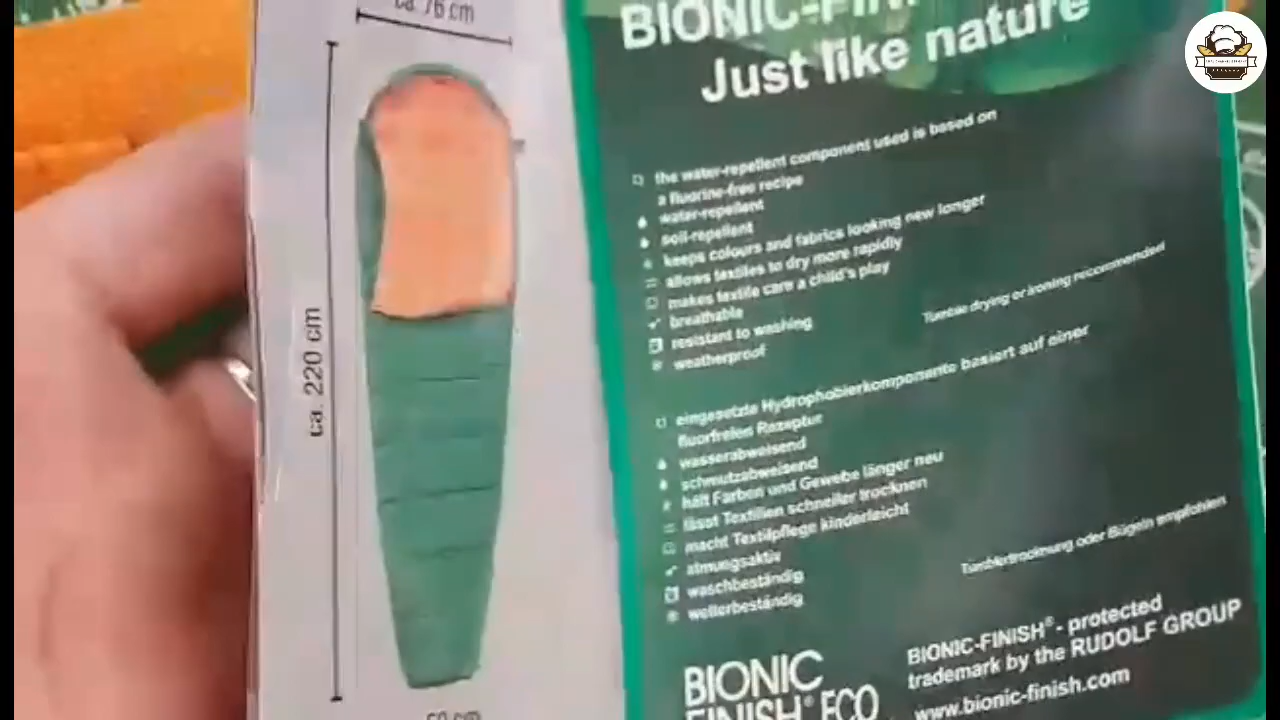 ca. 76 cm
ca. 220 cm
BIONIC-FIN
Just like nature
the water-repellent component used is based on
a fluorine-free recipe
water-repellent
soil-repellent
keeps colours and fabrics looking new longer
allows textiles to dry more rapidly
makes textile care a child's play
breathable
resistant to washing
weatherproof
Tumble drying or ironing recommended
eingesetzte Hydrophobierkomponente basiert auf einer
fluorfreien Rezeptur
wasserabweisend
schmutzabweisend
hält Farben und Gewebe länger neu
lässt Textilien schneller trocknen
macht Textilpflege kinderleicht
atmungsaktiv
waschbeständig
wetterbeständig
Tumblertrocknung oder Bügeln empfohlen
BIONIC
FINISH® ECO
BIONIC-FINISH® - protected
trademark by the RUDOLF GROUP
www.bionic-finish.com